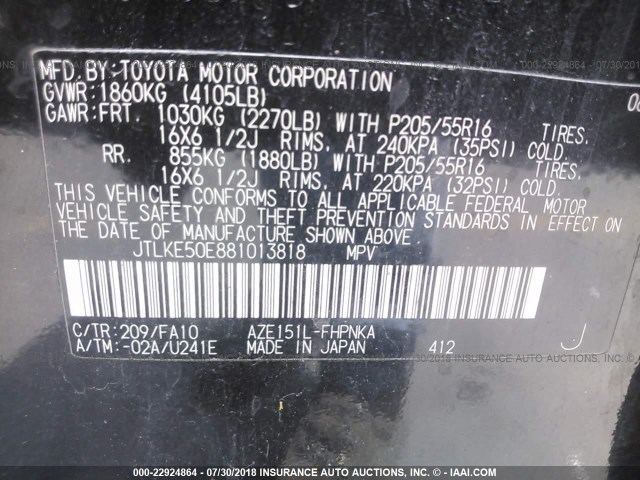 MFD.BY:TOYOTA MOTOR CORPORATION
GVWR:1860KG (4105LB)
GAWR:FRT. 1030KG (2270LB) WITH P205/55R16 TIRES.
16X6 1/2J RIMS, AT 240KPA (35PSI) COLD.
RR. 855KG (1880LB) WITH P205/55R16 TIRES,
16X6 1/2J RIMS, AT 220KPA (32PSI) COLD.
THIS VEHICLE CONFORMS TO ALL APPLICABLE FEDERAL MOTOR
VEHICLE SAFETY AND THEFT PREVENTION STANDARDS IN EFFECT ON
THE DATE OF MANUFACTURE SHOWN ABOVE.
JTLKE50E881013818 MPV
C/TR:209/FA10 AZE151L-FHPNKA
A/TM:-02A/U241E MADE IN JAPAN 412 J
000-22924864 - 07/30/2018 - INSURANCE AUTO AUCTIONS, INC. - © - IAAI.COM